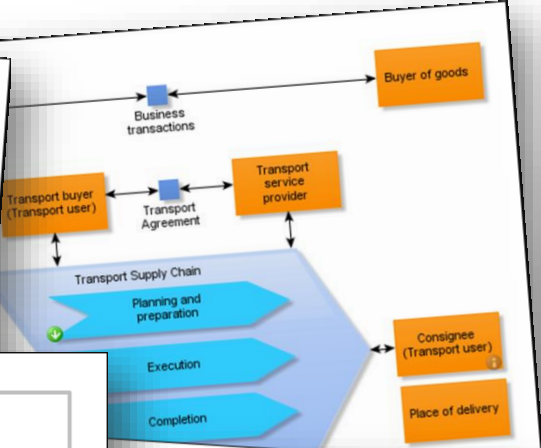 Buyer of goods
Business
transactions
Transport
service
provider
Transport buyer
(Transport user)
Transport
Agreement
Transport Supply Chain
Planning and
preparation
Execution
Consignee
(Transport user)
Completion
Place of delivery